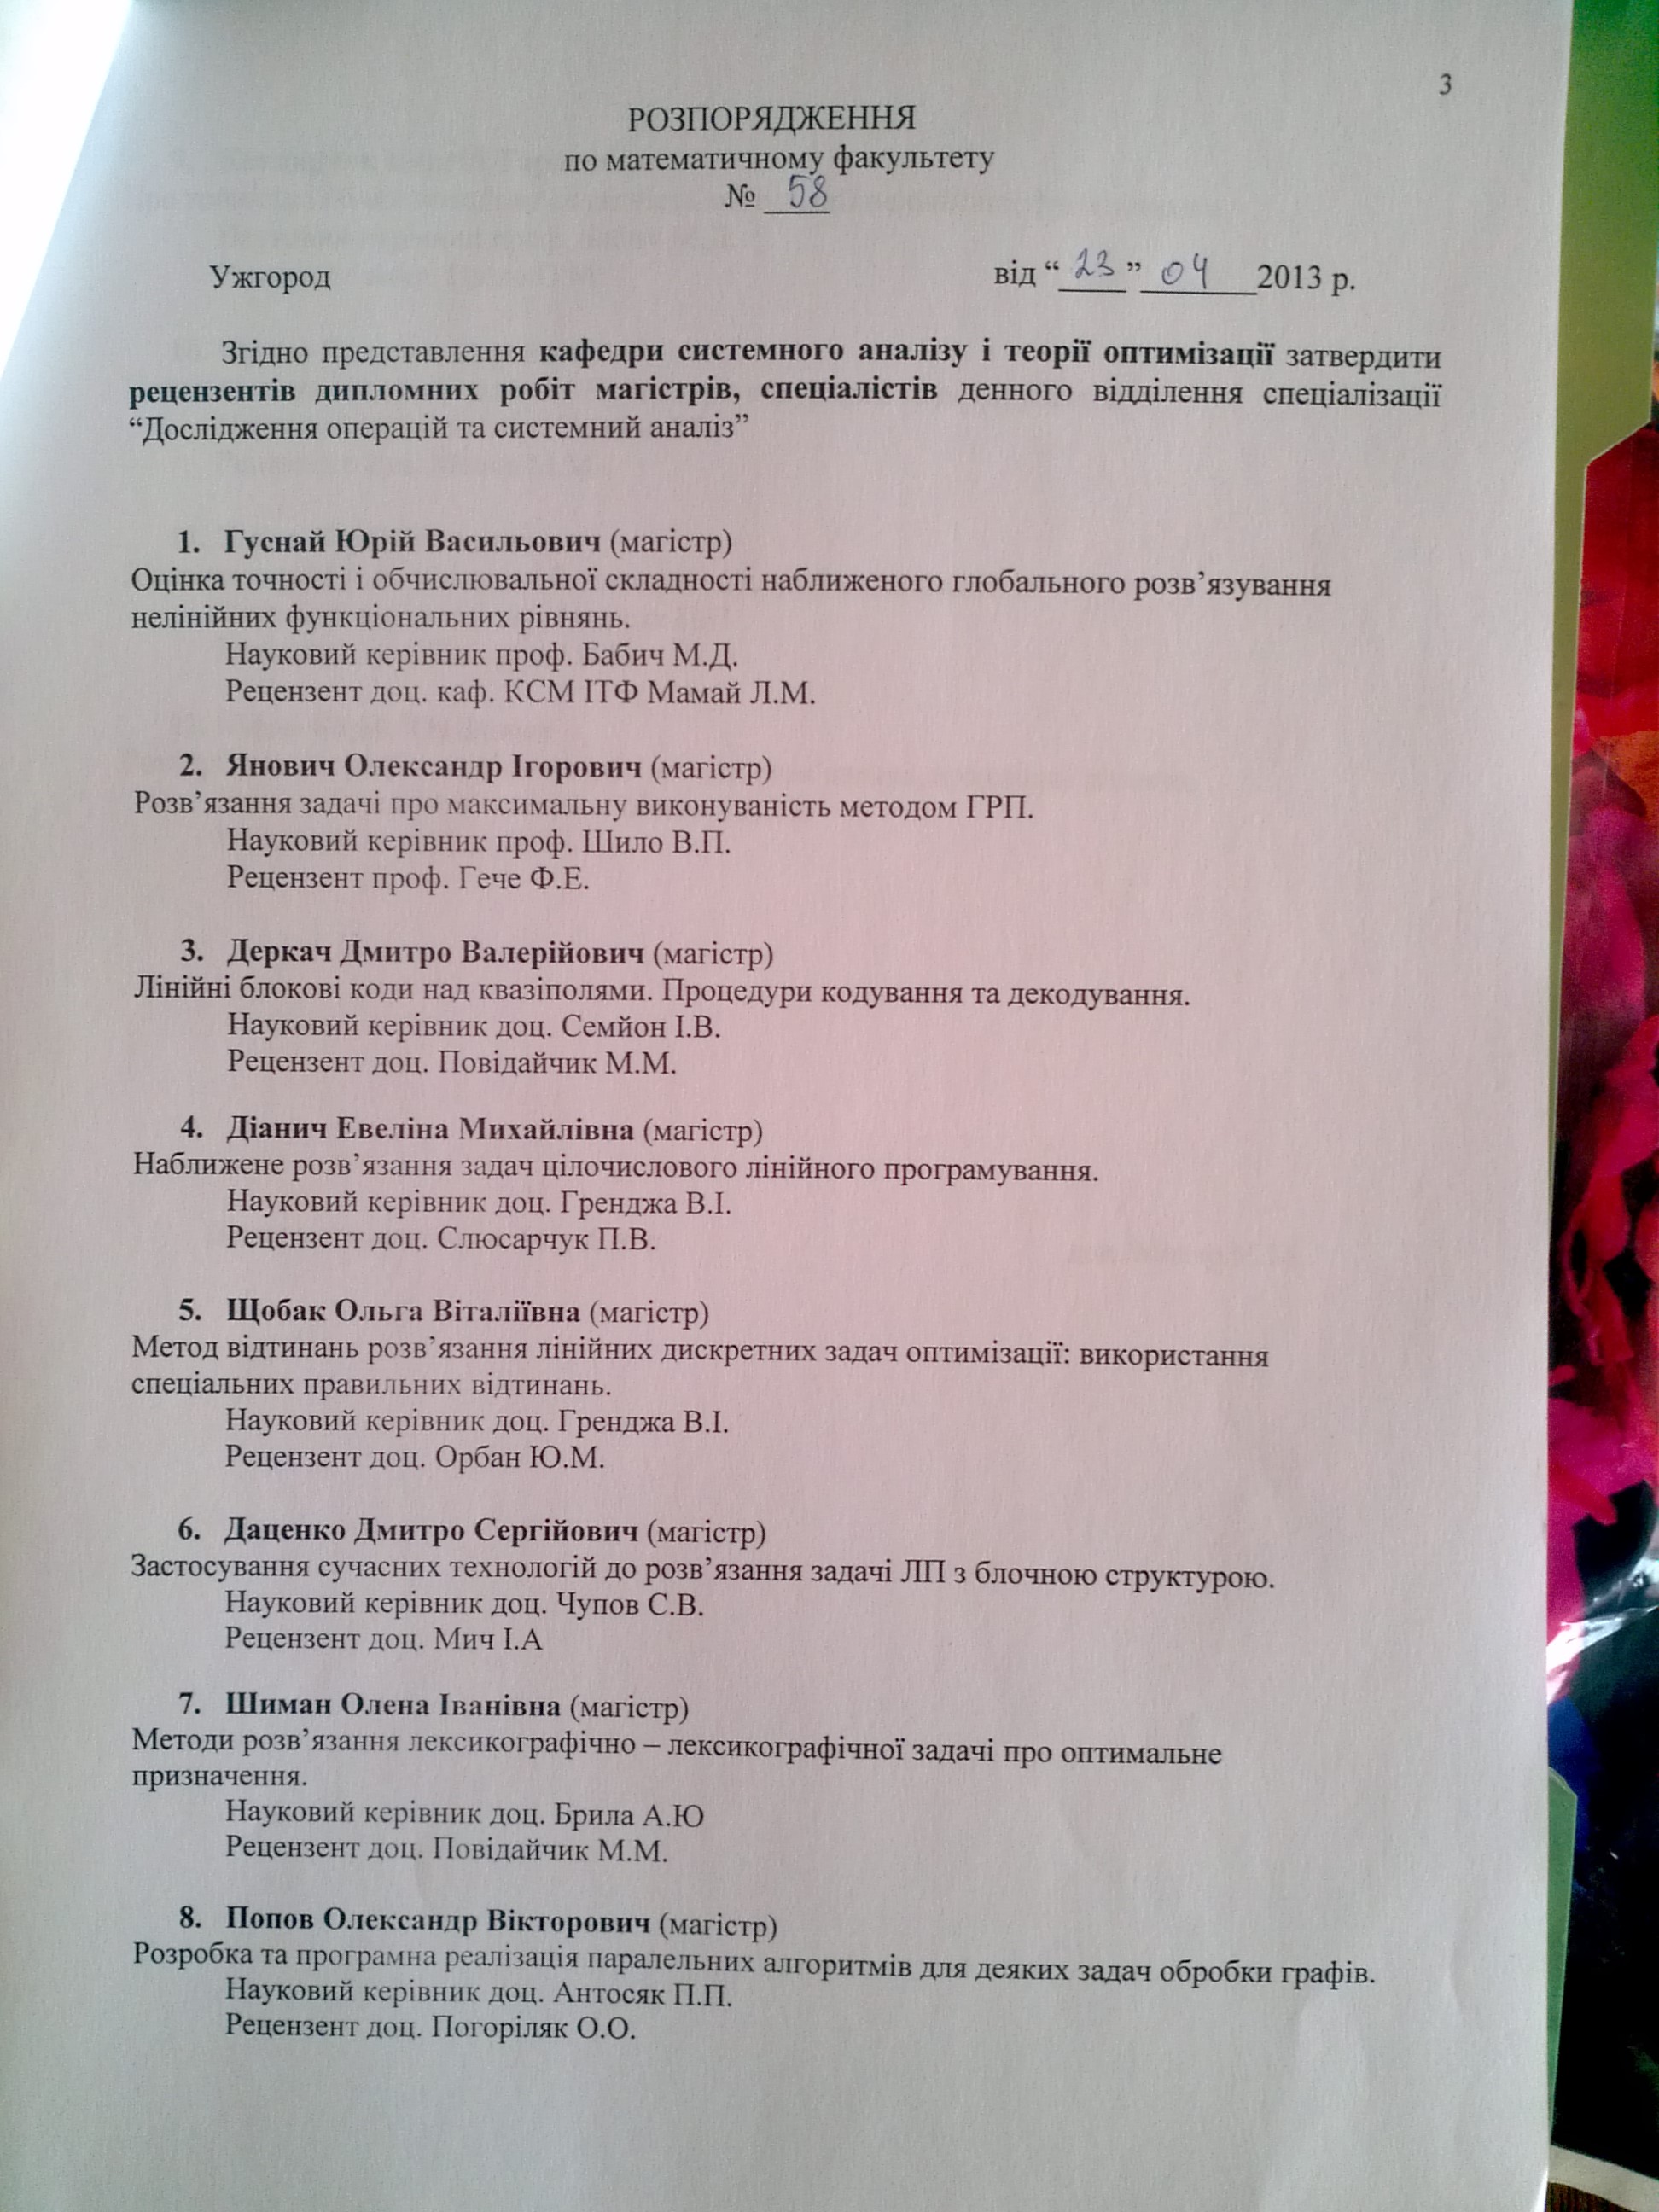 3
РОЗПОРЯДЖЕННЯ
по математичному факультету
№ 58
Ужгород від “23” 04 2013 р.
Згідно представлення кафедри системного аналізу і теорії оптимізації затвердити
рецензентів дипломних робіт магістрів, спеціалістів денного відділення спеціалізації
“Дослідження операцій та системний аналіз”
1. Гуснай Юрій Васильович (магістр)
Оцінка точності і обчислювальної складності наближеного глобального розв’язування
нелінійних функціональних рівнянь.
Науковий керівник проф. Бабич М.Д.
Рецензент доц. каф. КСМ ІТФ Мамай Л.М.
2. Янович Олександр Ігорович (магістр)
Розв’язання задачі про максимальну виконуваність методом ГРП.
Науковий керівник проф. Шило В.П.
Рецензент проф. Гече Ф.Е.
3. Деркач Дмитро Валерійович (магістр)
Лінійні блокові коди над квазіполями. Процедури кодування та декодування.
Науковий керівник доц. Семйон І.В.
Рецензент доц. Повідайчик М.М.
4. Діанич Евеліна Михайлівна (магістр)
Наближене розв’язання задач цілочислового лінійного програмування.
Науковий керівник доц. Гренджа В.І.
Рецензент доц. Слюсарчук П.В.
5. Щобак Ольга Віталіївна (магістр)
Метод відтинань розв’язання лінійних дискретних задач оптимізації: використання
спеціальних правильних відтинань.
Науковий керівник доц. Гренджа В.І.
Рецензент доц. Орбан Ю.М.
6. Даценко Дмитро Сергійович (магістр)
Застосування сучасних технологій до розв’язання задачі ЛП з блочною структурою.
Науковий керівник доц. Чупов С.В.
Рецензент доц. Мич І.А
7. Шиман Олена Іванівна (магістр)
Методи розв’язання лексикографічно – лексикографічної задачі про оптимальне
призначення.
Науковий керівник доц. Брила А.Ю
Рецензент доц. Повідайчик М.М.
8. Попов Олександр Вікторович (магістр)
Розробка та програмна реалізація паралельних алгоритмів для деяких задач обробки графів.
Науковий керівник доц. Антосяк П.П.
Рецензент доц. Погоріляк О.О.